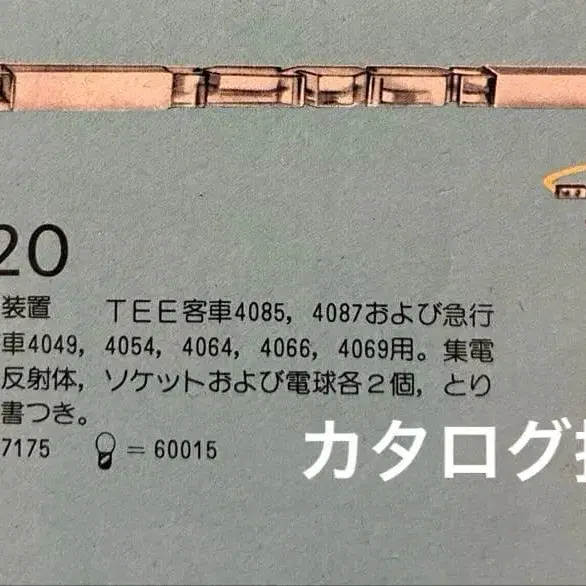 20
装置　TEE客車4085, 4087および急行
車4049, 4054, 4064, 4066, 4069用。集電
反射体, ソケットおよび電球各2個, とり
書つき。
7175　= 60015
カタログ